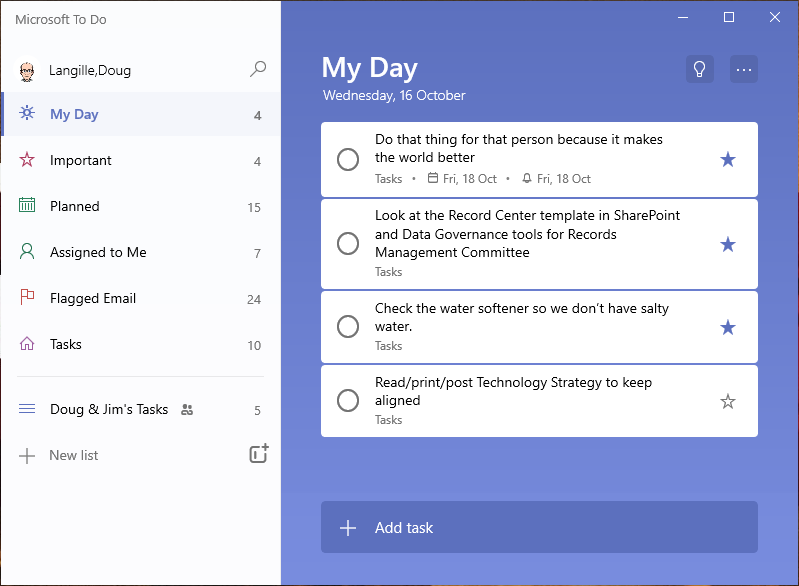 Microsoft To Do
Langille,Doug
My Day 4
Important 4
Planned 15
Assigned to Me 7
Flagged Email 24
Tasks 10
Doug & Jim's Tasks 5
New list
My Day
Wednesday, 16 October
Do that thing for that person because it makes
the world better
Tasks • Fri, 18 Oct • Fri, 18 Oct
Look at the Record Center template in SharePoint
and Data Governance tools for Records
Management Committee
Tasks
Check the water softener so we don’t have salty
water.
Tasks
Read/print/post Technology Strategy to keep
aligned
Tasks
Add task